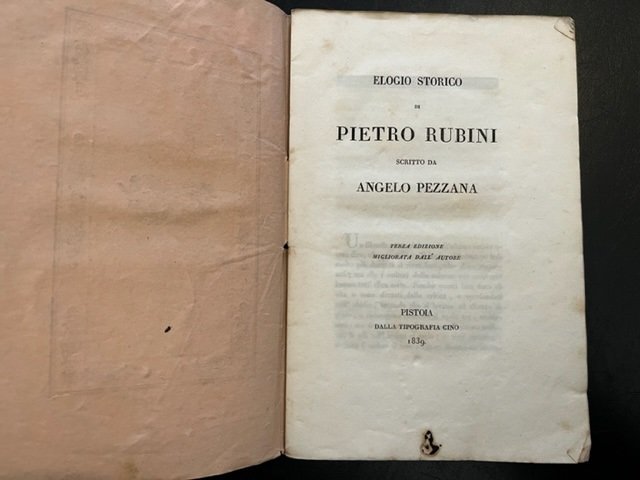 ELOGIO STORICO
DI
PIETRO RUBINI
SCRITTO DA
ANGELO PEZZANA
TERZA EDIZIONE
MIGLIORATA DALL' AUTORE
PISTOIA
DALLA TIPOGRAFIA CINO
1839.